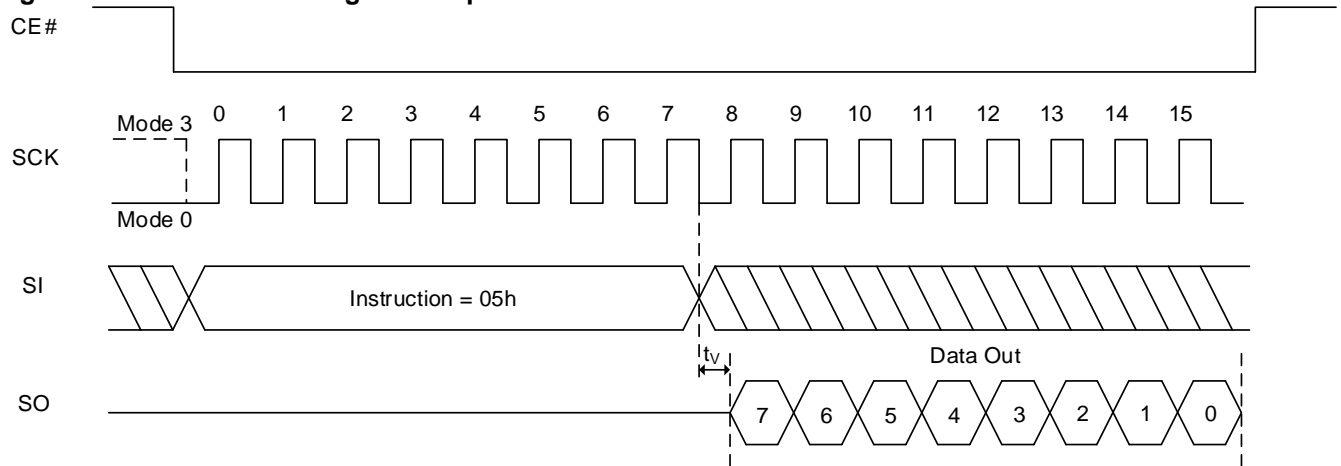 CE#
Mode 3
0 1 2 3 4 5 6 7 8 9 10 11 12 13 14 15
SCK
Mode 0
SI
Instruction = 05h
tV
Data Out
SO
7 6 5 4 3 2 1 0